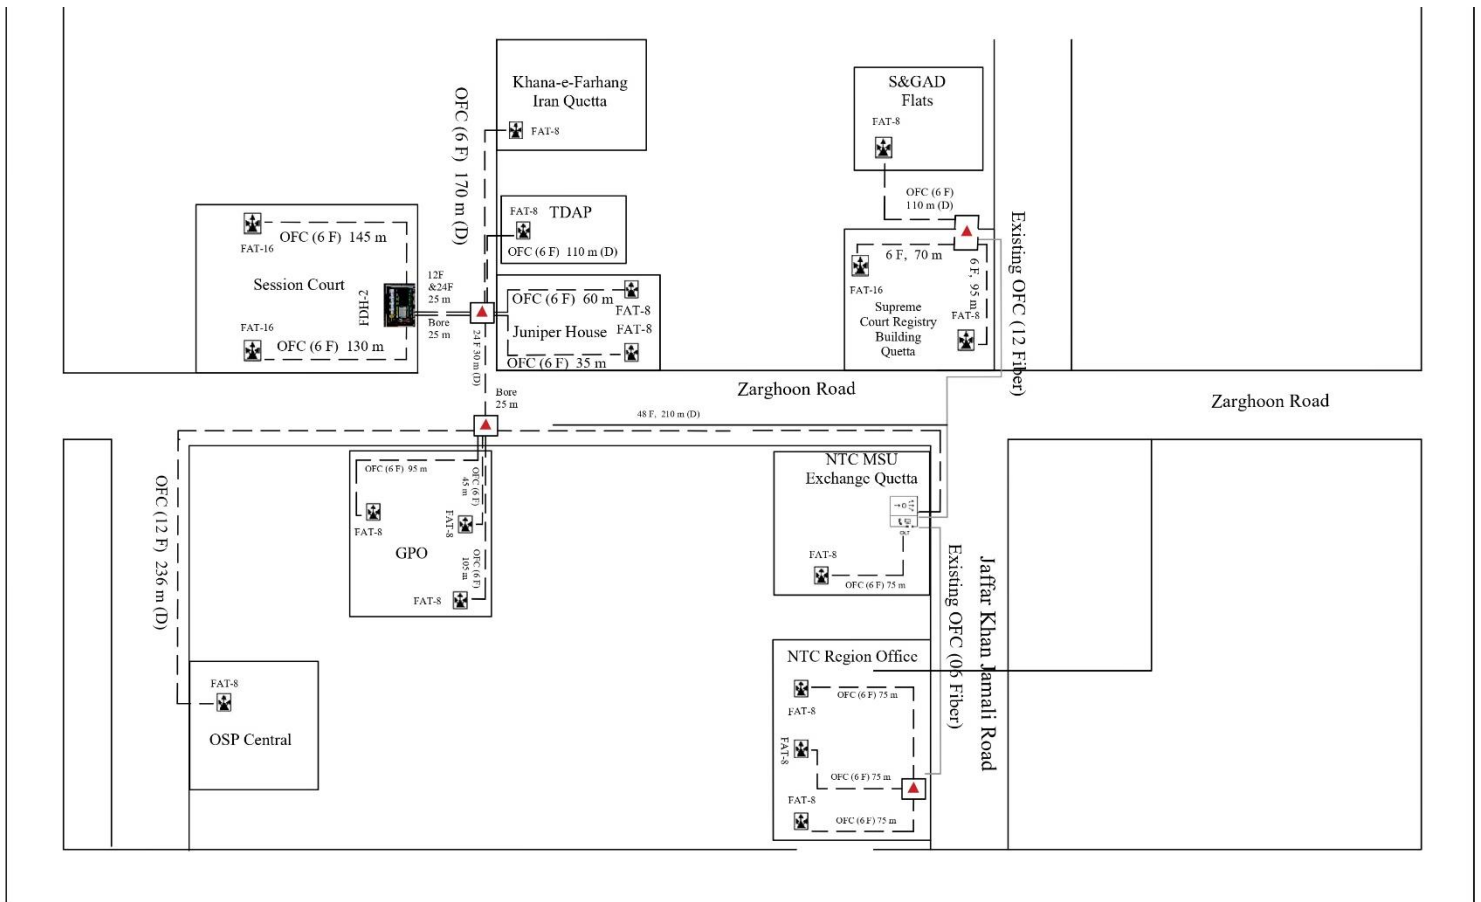 Khana-e-Farhang
Iran Quetta
FAT-8
OFC (6 F) 170 m (D)
S&GAD
Flats
FAT-8
OFC (6 F)
110 m (D)
FAT-8
TDAP
OFC (6 F) 110 m (D)
FAT-16
OFC (6 F) 145 m
Session Court
FDH-2
FAT-16
OFC (6 F) 130 m
12F
&24F
25 m
Bore
25 m
OFC (6 F) 60 m
FAT-8
Juniper House
FAT-8
OFC (6 F) 35 m
24 F 30 m (D)
6 F, 70 m
FAT-16
6 F, 95 m
FAT-8
Supreme
Court Registry
Building
Quetta
Existing OFC (12 Fiber)
Zarghoon Road
Zarghoon Road
Bore
25 m
48 F, 210 m (D)
OFC (12 F) 236 m (D)
OFC (6 F) 95 m
FAT-8
OFC (6 F)
45 m
FAT-8
GPO
OFC (6 F)
105 m
FAT-8
NTC MSU
Exchange Quetta
OLT
FAT-8
OFC (6 F) 75 m
Existing OFC (06 Fiber)
Jaffar Khan Jamali Road
FAT-8
OSP Central
NTC Region Office
OFC (6 F) 75 m
FAT-8
FAT-8
OFC (6 F) 75 m
FAT-8
OFC (6 F) 75 m